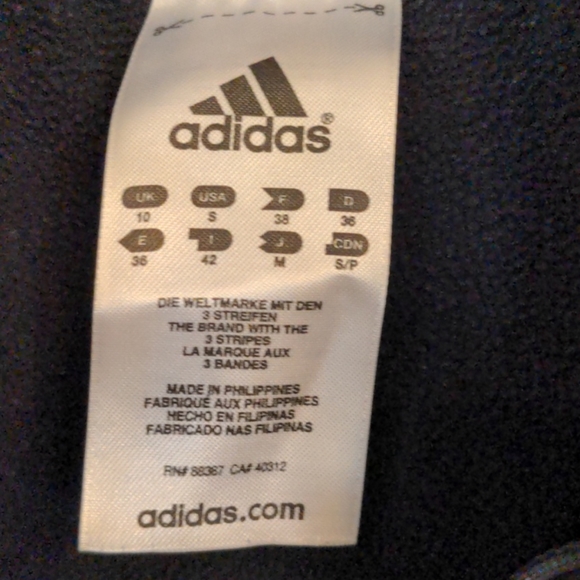 adidas®
UK USA F D
10 S 38 36
E I J CDN
36 42 M S/P
DIE WELTMARKE MIT DEN
3 STREIFEN
THE BRAND WITH THE
3 STRIPES
LA MARQUE AUX
3 BANDES
MADE IN PHILIPPINES
FABRIQUÉ AUX PHILIPPINES
HECHO EN FILIPINAS
FABRICADO NAS FILIPINAS
RN# 88387 CA# 40312
adidas.com